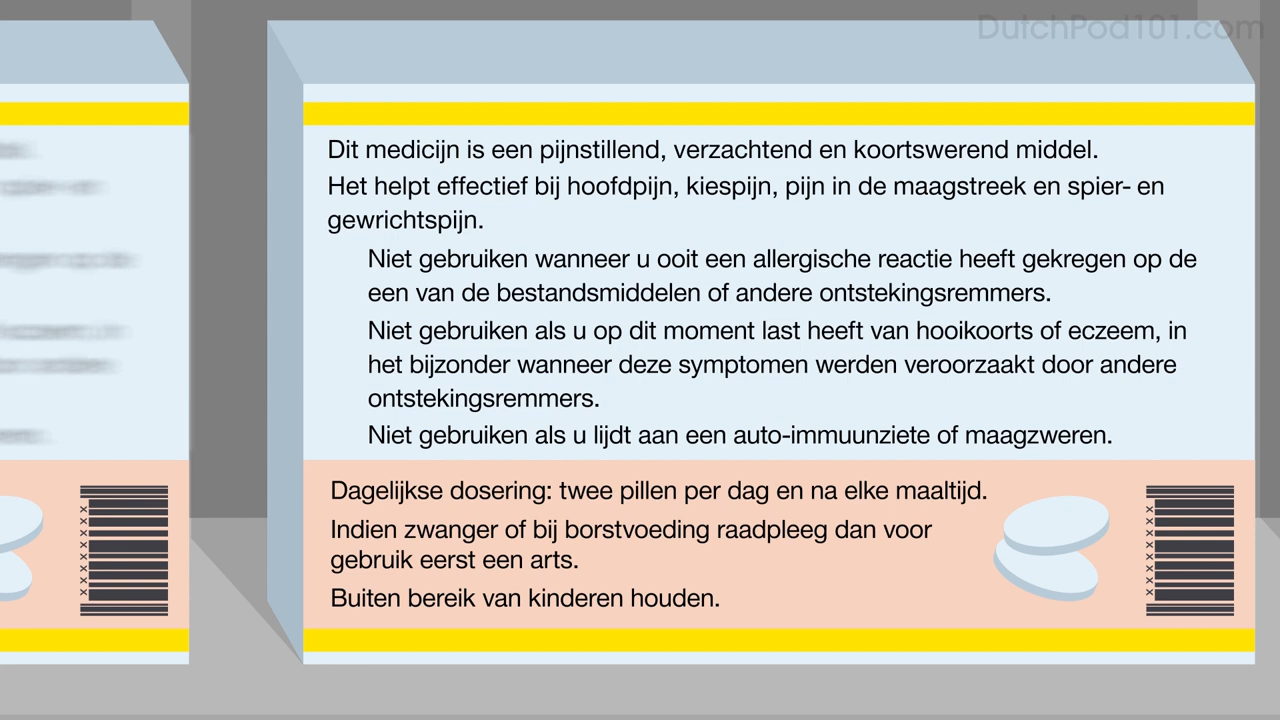 DutchPod101.com
Dit medicijn is een pijnstillend, verzachtend en koortswerend middel.
Het helpt effectief bij hoofdpijn, kiespijn, pijn in de maagstreek en spier- en
gewrichtspijn.
Niet gebruiken wanneer u ooit een allergische reactie heeft gekregen op de
een van de bestandsmiddelen of andere ontstekingsremmers.
Niet gebruiken als u op dit moment last heeft van hooikoorts of eczeem, in
het bijzonder wanneer deze symptomen werden veroorzaakt door andere
ontstekingsremmers.
Niet gebruiken als u lijdt aan een auto-immuunziete of maagzweren.
Dagelijkse dosering: twee pillen per dag en na elke maaltijd.
Indien zwanger of bij borstvoeding raadpleeg dan voor
gebruik eerst een arts.
Buiten bereik van kinderen houden.